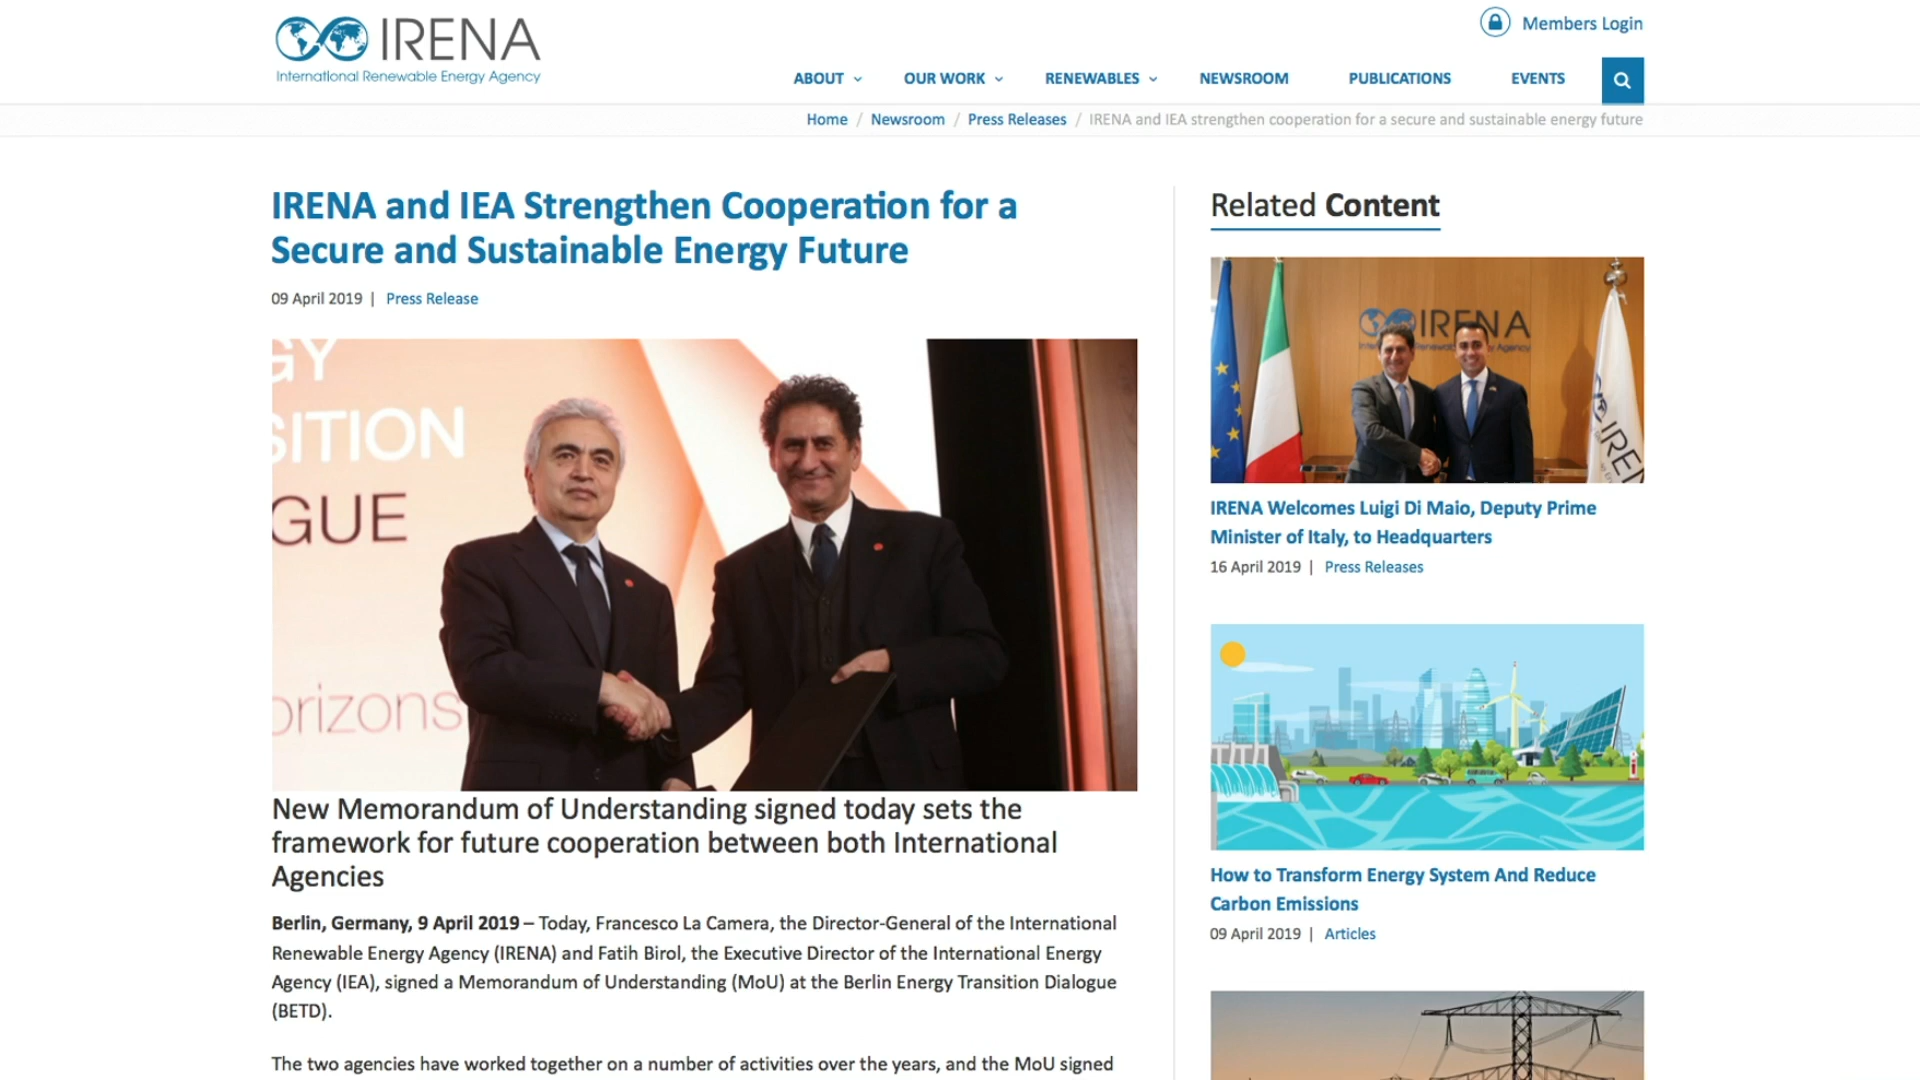 IRENA
International Renewable Energy Agency
Members Login
ABOUT
OUR WORK
RENEWABLES
NEWSROOM
PUBLICATIONS
EVENTS
Home / Newsroom / Press Releases / IRENA and IEA strengthen cooperation for a secure and sustainable energy future
IRENA and IEA Strengthen Cooperation for a
Secure and Sustainable Energy Future
09 April 2019 | Press Release
GY
SITION
GUE
orizons
New Memorandum of Understanding signed today sets the
framework for future cooperation between both International
Agencies
Berlin, Germany, 9 April 2019 – Today, Francesco La Camera, the Director-General of the International
Renewable Energy Agency (IRENA) and Fatih Birol, the Executive Director of the International Energy
Agency (IEA), signed a Memorandum of Understanding (MoU) at the Berlin Energy Transition Dialogue
(BETD).
The two agencies have worked together on a number of activities over the years, and the MoU signed
Related Content
IRENA
IREN
IRENA Welcomes Luigi Di Maio, Deputy Prime
Minister of Italy, to Headquarters
16 April 2019 | Press Releases
How to Transform Energy System And Reduce
Carbon Emissions
09 April 2019 | Articles